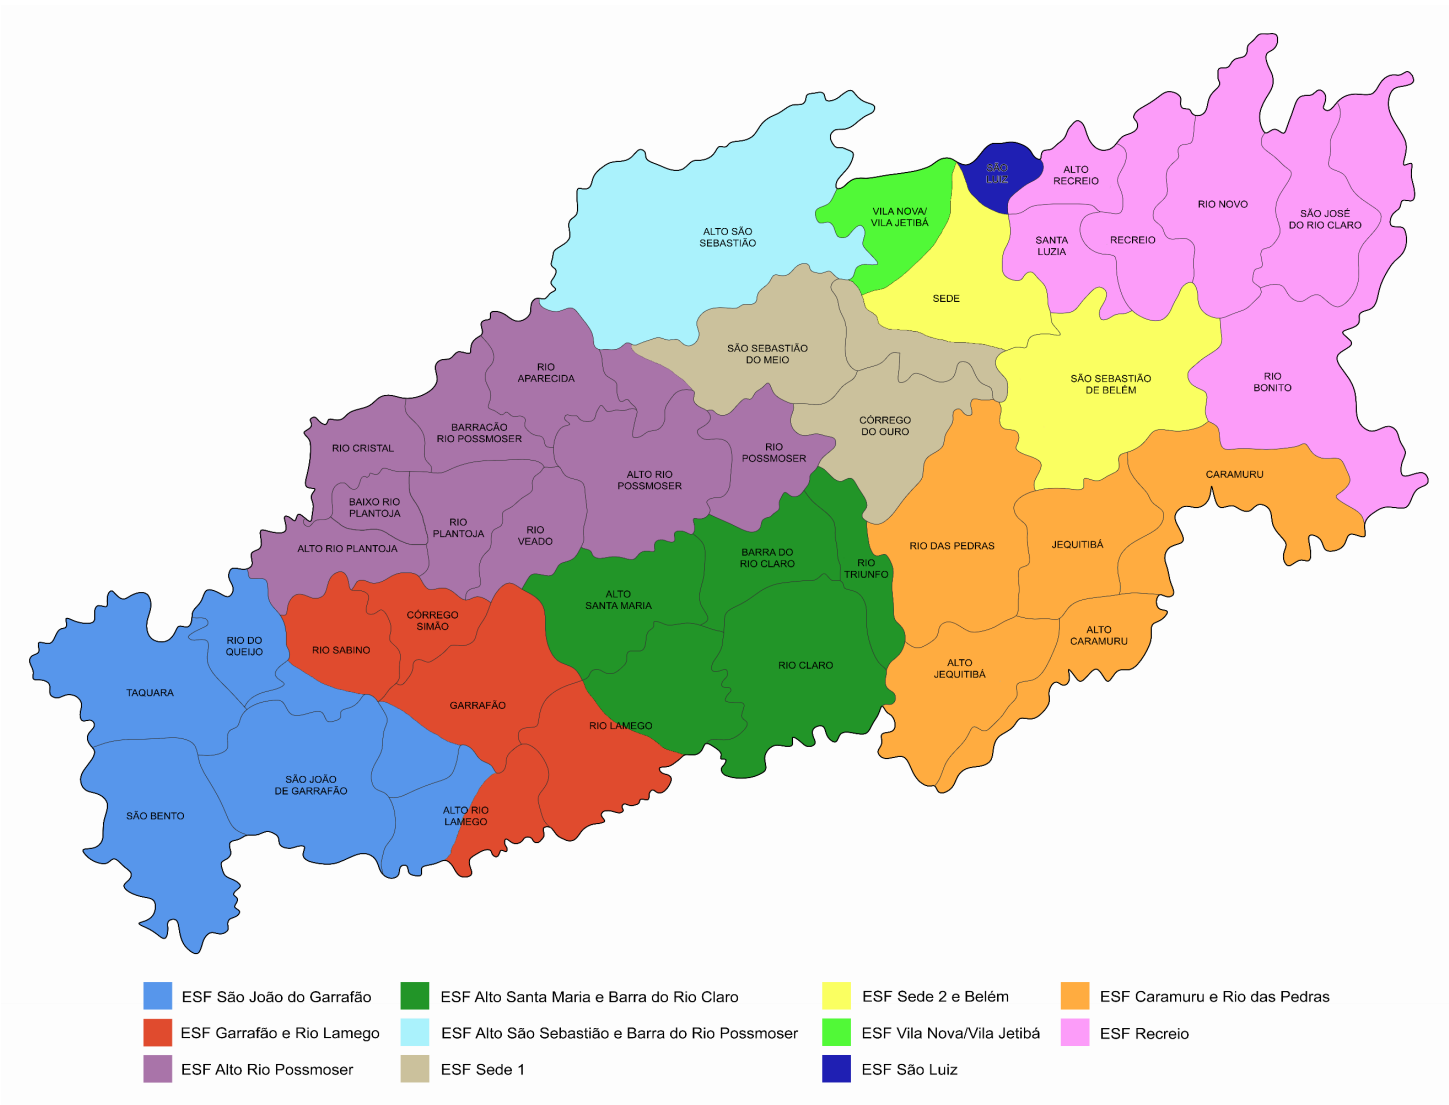 SÃO
LUIZ
ALTO
RECREIO
RIO NOVO
VILA NOVA/
VILA JETIBÁ
SÃO JOSÉ
DO RIO CLARO
ALTO SÃO
SEBASTIÃO
SANTA
LUZIA
RECREIO
SEDE
SÃO SEBASTIÃO
DO MEIO
RIO
APARECIDA
SÃO SEBASTIÃO
DE BELÉM
RIO
BONITO
BARRACÃO
RIO POSSMOSER
CÓRREGO
DO OURO
RIO CRISTAL
RIO
POSSMOSER
ALTO RIO
POSSMOSER
CARAMURU
BAIXO RIO
PLANTOJA
RIO
PLANTOJA
RIO
VEADO
ALTO RIO PLANTOJA
BARRA DO
RIO CLARO
RIO
TRIUNFO
RIO DAS PEDRAS
JEQUITIBÁ
ALTO
SANTA MARIA
CÓRREGO
SIMÃO
RIO DO
QUEIJO
RIO SABINO
ALTO
CARAMURU
RIO CLARO
ALTO
JEQUITIBÁ
TAQUARA
GARRAFÃO
RIO LAMEGO
SÃO JOÃO
DE GARRAFÃO
SÃO BENTO
ALTO RIO
LAMEGO
ESF São João do Garrafão
ESF Garrafão e Rio Lamego
ESF Alto Rio Possmoser
ESF Alto Santa Maria e Barra do Rio Claro
ESF Alto São Sebastião e Barra do Rio Possmoser
ESF Sede 1
ESF Sede 2 e Belém
ESF Vila Nova/Vila Jetibá
ESF São Luiz
ESF Caramuru e Rio das Pedras
ESF Recreio